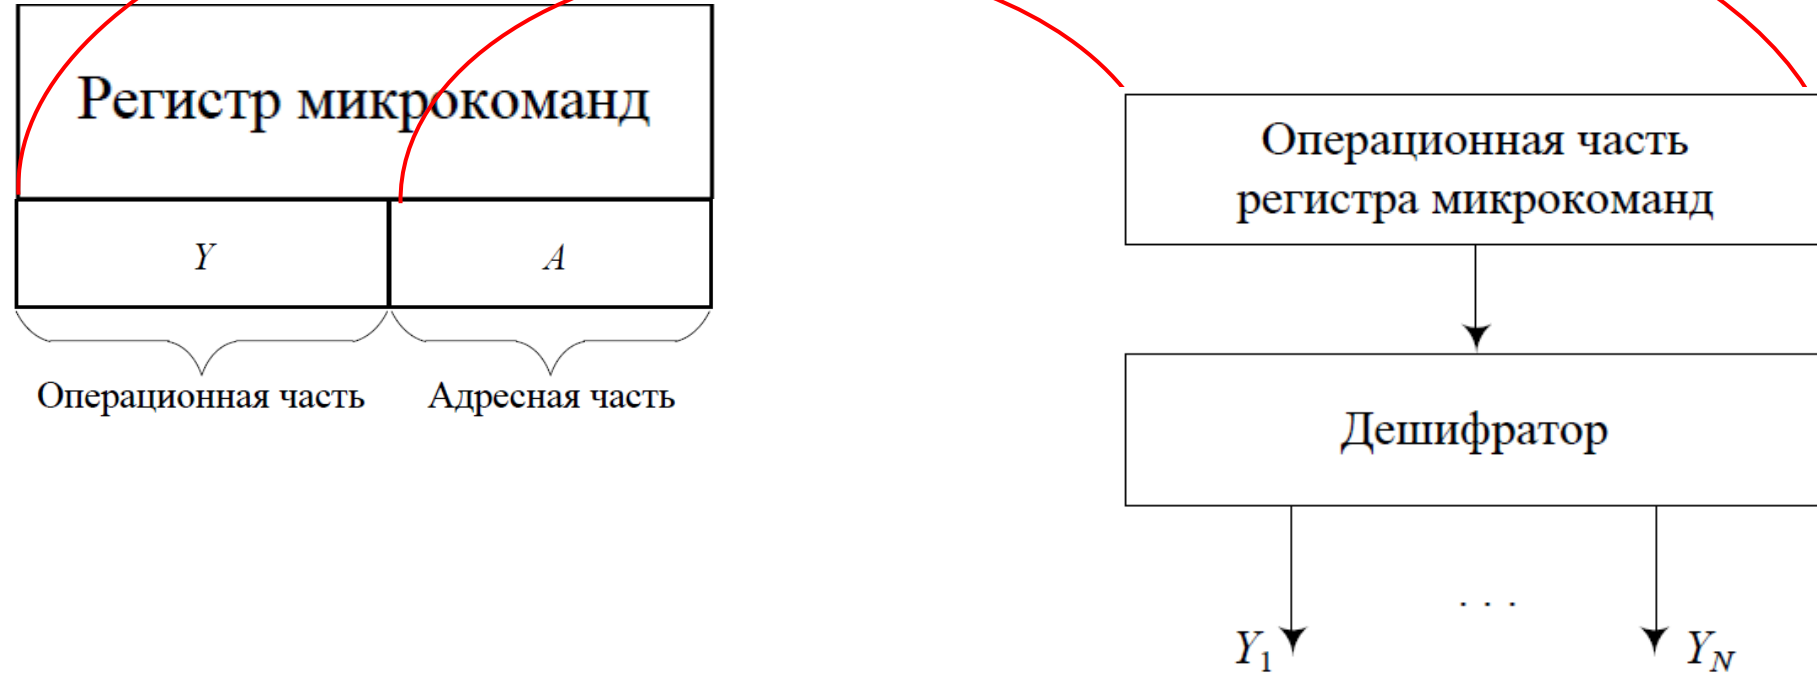 Регистр микрокоманд
Y
A
Операционная часть
Адресная часть
Операционная часть
регистра микрокоманд
Дешифратор
. . .
Y1
YN